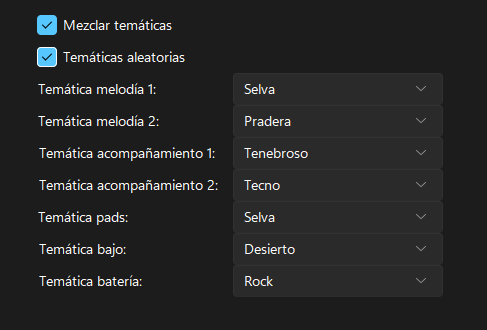 Mezclar temáticas
Temáticas aleatorias
Temática melodía 1: Selva
Temática melodía 2: Pradera
Temática acompañamiento 1: Tenebroso
Temática acompañamiento 2: Tecno
Temática pads: Selva
Temática bajo: Desierto
Temática batería: Rock